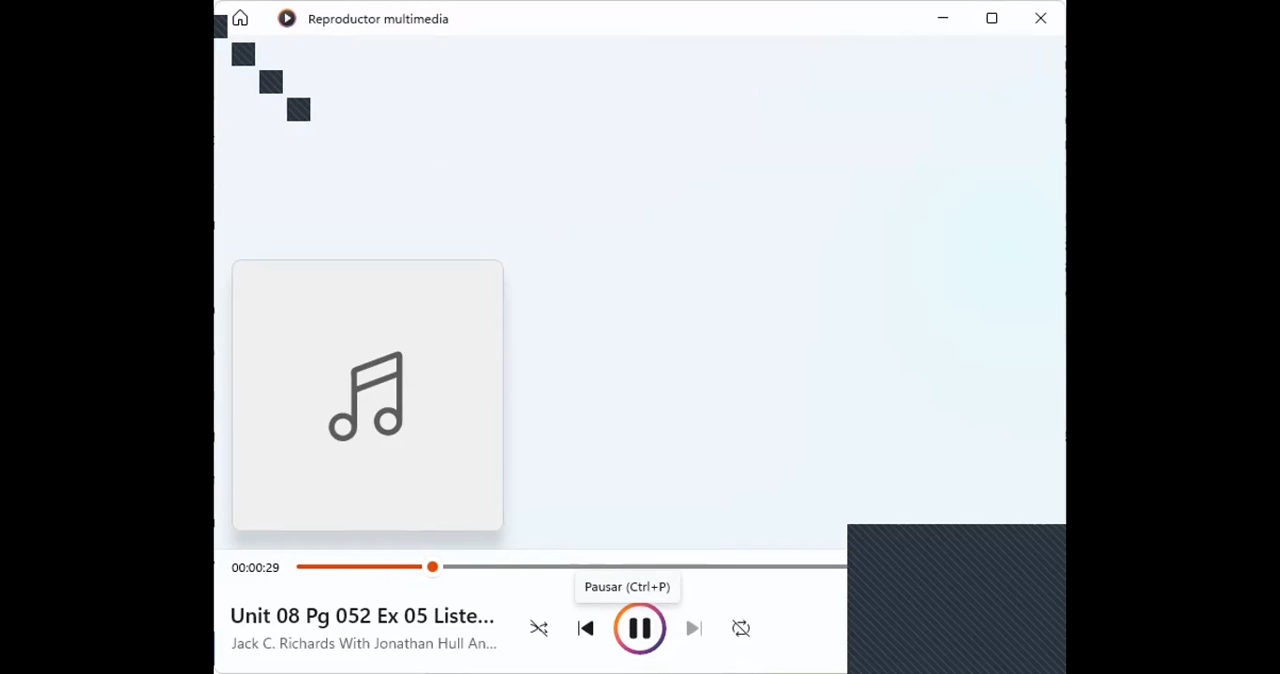 Reproductor multimedia
00:00:29
Pausar (Ctrl+P)
Unit 08 Pg 052 Ex 05 Liste...
Jack C. Richards With Jonathan Hull An...